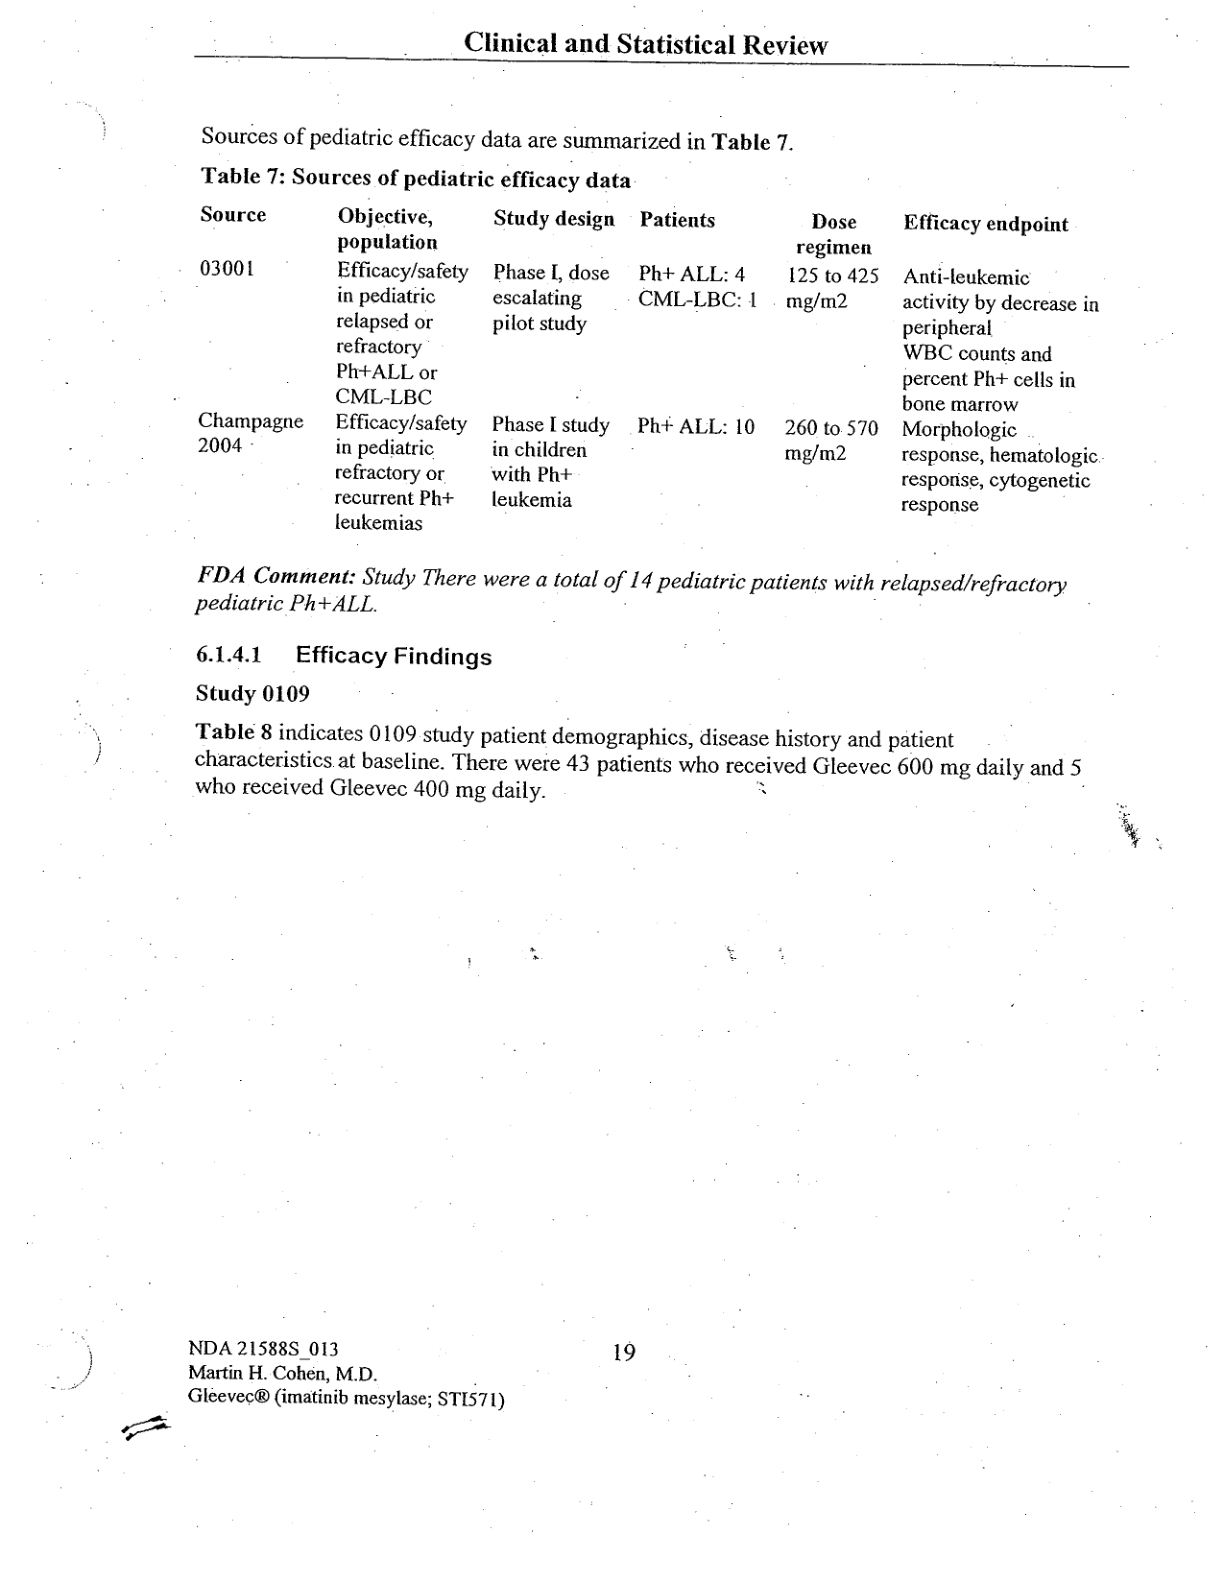 Clinical and Statistical Review
Sources of pediatric efficacy data are summarized in Table 7.
Table 7: Sources of pediatric efficacy data
Source Objective, population Study design Patients Dose regimen Efficacy endpoint
03001 Efficacy/safety in pediatric relapsed or refractory Ph+ALL or CML-LBC Phase I, dose escalating pilot study Ph+ ALL: 4 CML-LBC: 1 125 to 425 mg/m2 Anti-leukemic activity by decrease in peripheral WBC counts and percent Ph+ cells in bone marrow
Champagne 2004 Efficacy/safety in pediatric refractory or recurrent Ph+ leukemias Phase I study in children with Ph+ leukemia Ph+ ALL: 10 260 to 570 mg/m2 Morphologic response, hematologic response, cytogenetic response
FDA Comment: Study There were a total of 14 pediatric patients with relapsed/refractory
pediatric Ph+ALL.
6.1.4.1 Efficacy Findings
Study 0109
Table 8 indicates 0109 study patient demographics, disease history and patient
characteristics at baseline. There were 43 patients who received Gleevec 600 mg daily and 5
who received Gleevec 400 mg daily.
NDA 21588S_013 19
Martin H. Cohen, M.D.
Gleevec® (imatinib mesylase; STI571)